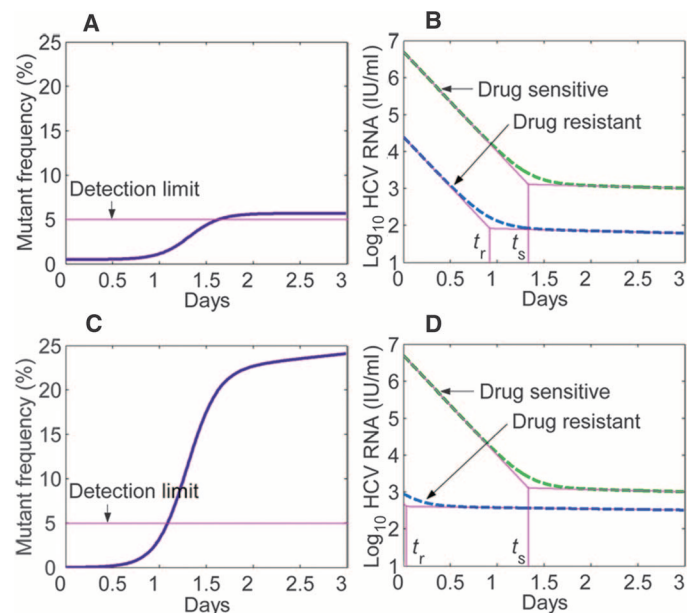 A
Mutant frequency (%)
25
20
15
10
5
0
Detection limit
0 0.5 1 1.5 2 2.5 3
Days
B
Log10 HCV RNA (IU/ml)
7
6
5
4
3
2
1
Drug sensitive
Drug resistant
tr ts
0 0.5 1 1.5 2 2.5 3
Days
C
Mutant frequency (%)
25
20
15
10
5
0
Detection limit
0 0.5 1 1.5 2 2.5 3
Days
D
Log10 HCV RNA (IU/ml)
7
6
5
4
3
2
1
Drug sensitive
Drug resistant
tr ts
0 0.5 1 1.5 2 2.5 3
Days